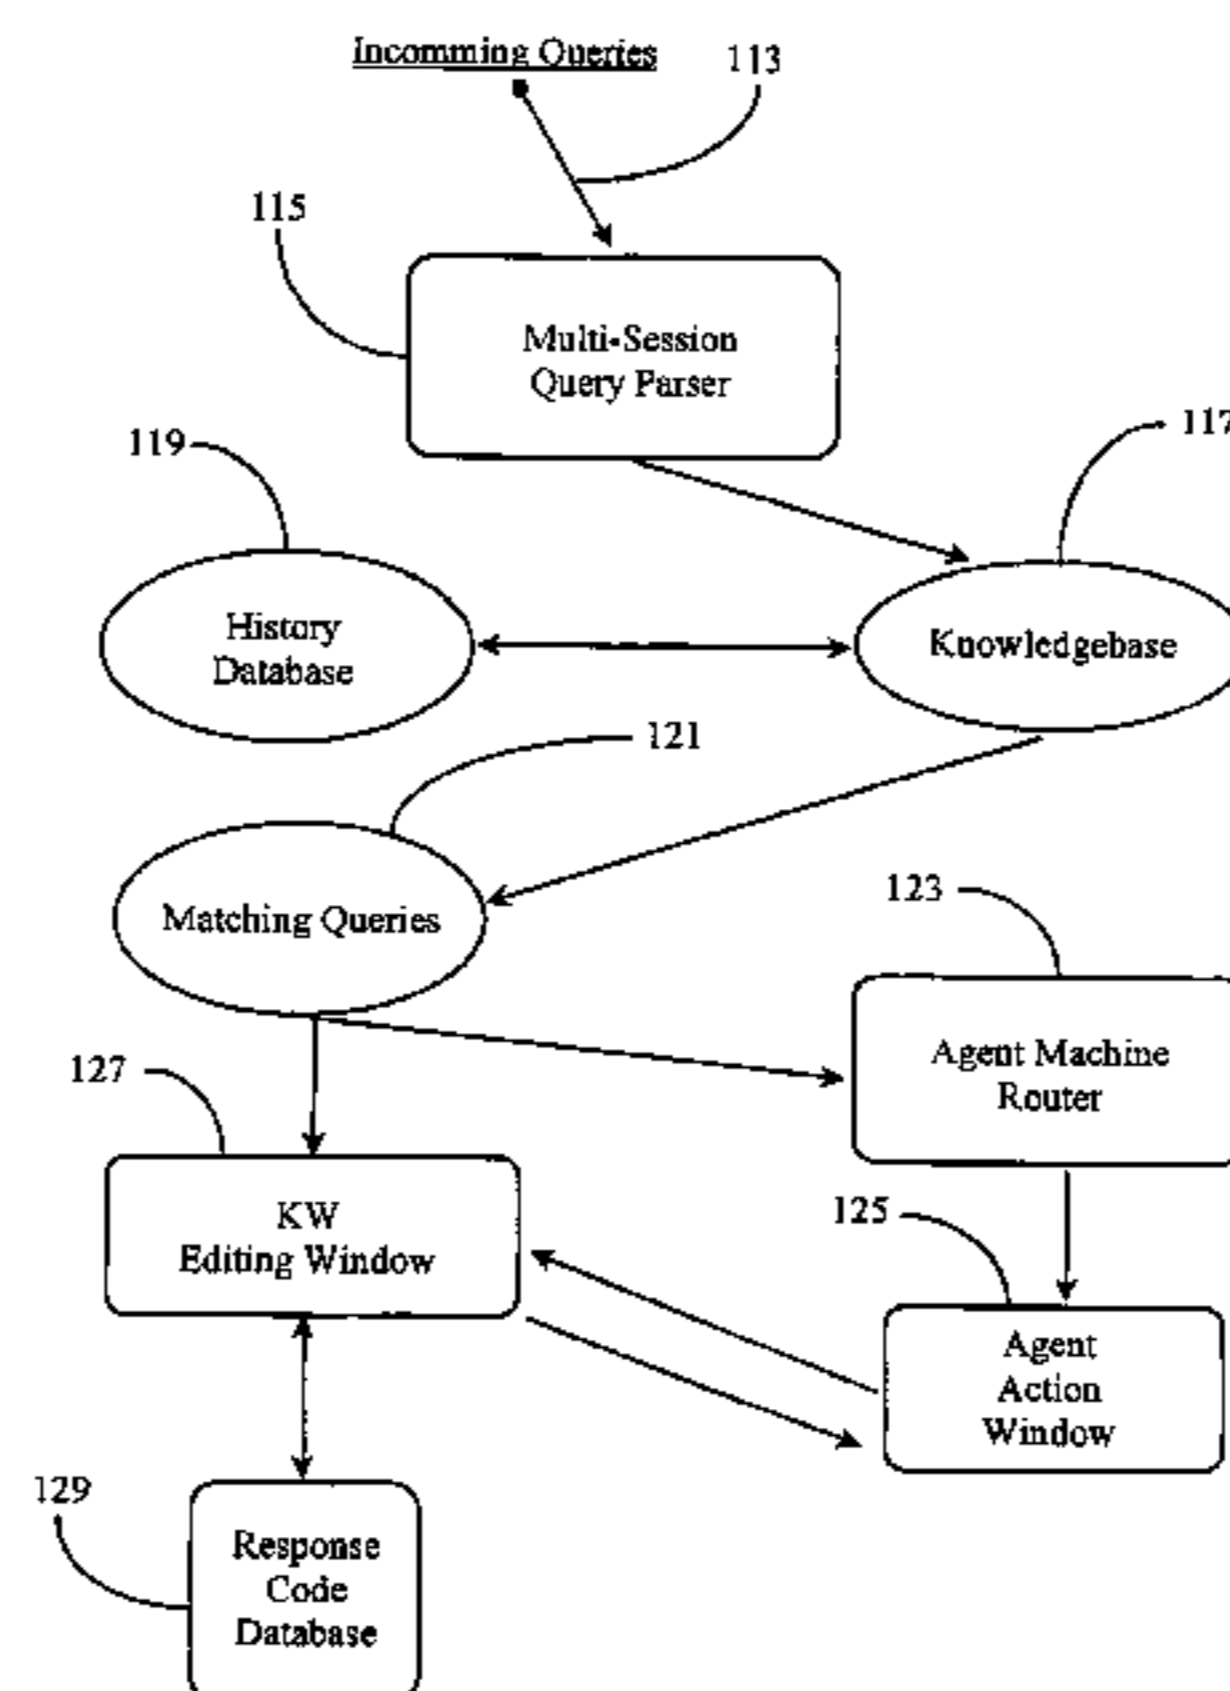 Incomming Queries
113
115
Multi-Session
Query Parser
119
117
History
Database
Knowledgebase
121
Matching Queries
123
Agent Machine
Router
127
KW
Editing Window
125
Agent
Action
Window
129
Response
Code
Database